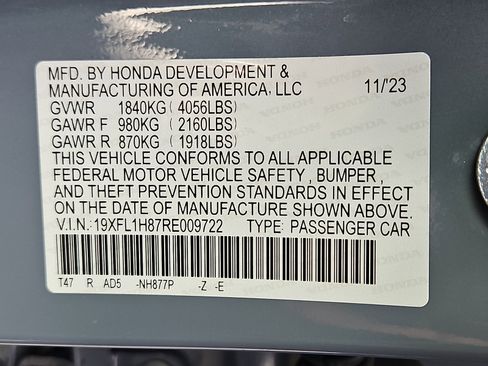 MFD. BY HONDA DEVELOPMENT &
MANUFACTURING OF AMERICA, LLC 11/'23
GVWR 1840KG ( 4056LBS)
GAWR F 980KG ( 2160LBS)
GAWR R 870KG ( 1918LBS)
THIS VEHICLE CONFORMS TO ALL APPLICABLE
FEDERAL MOTOR VEHICLE SAFETY , BUMPER ,
AND THEFT PREVENTION STANDARDS IN EFFECT
ON THE DATE OF MANUFACTURE SHOWN ABOVE.
V.I.N.: 19XFL1H87RE009722 TYPE: PASSENGER CAR
T47 R AD5 -NH877P -Z -E